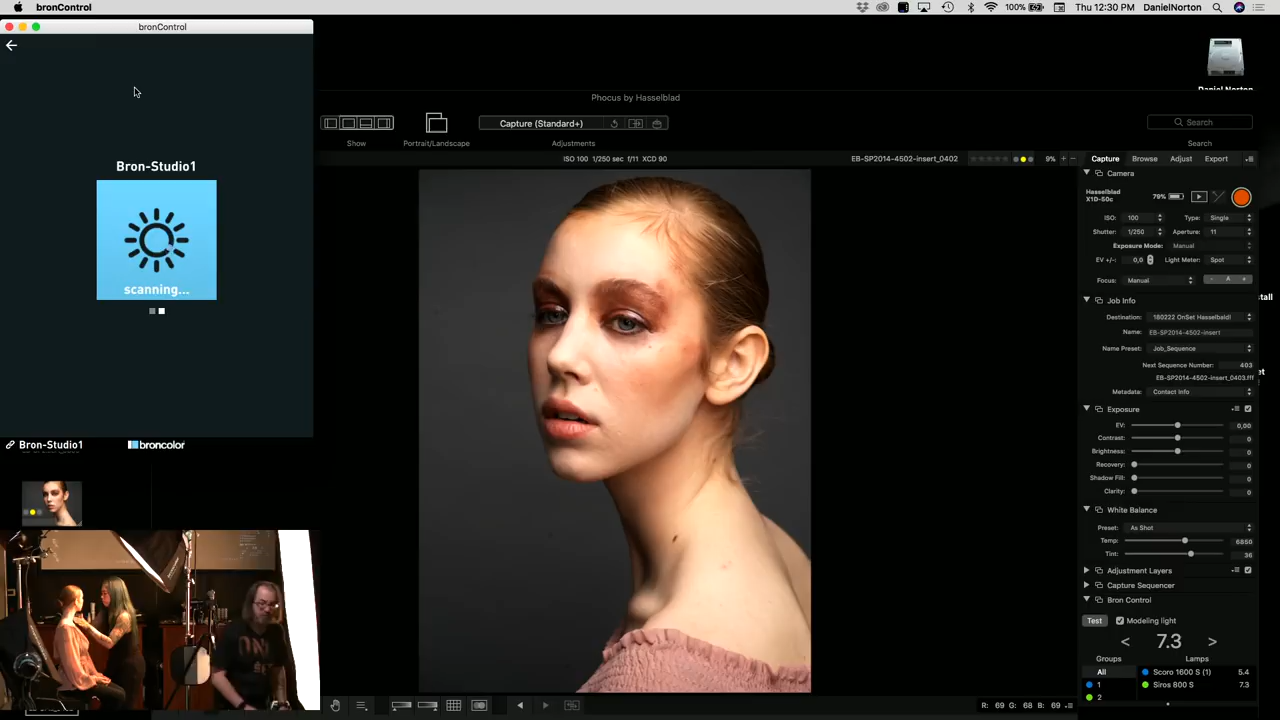 bronControl
100%
Thu 12:30 PM
DanielNorton
bronControl
Bron-Studio1
scanning...
Bron-Studio1
broncolor
Daniel Norton
Phocus by Hasselblad
Capture (Standard+)
Search
Show
Portrait/Landscape
Adjustments
Search
ISO 100 1/250 sec f/11 XCD 90
EB-SP2014-4502-insert_0402
9%
Capture
Browse
Adjust
Export
Camera
Hasselblad
X1D-50c
79%
ISO: 100
Type: Single
Shutter: 1/250
Aperture: 11
Exposure Mode: Manual
EV +/-: 0,0
Light Meter: Spot
Focus: Manual
- A +
Job Info
Destination: 180222 OnSet Hasselbald!
Name: EB-SP2014-4502-insert
Name Preset: Job_Sequence
Next Sequence Number: 403
EB-SP2014-4502-insert_0403.fff
Metadata: Contact info
Exposure
EV: 0,00
Contrast: 0
Brightness: 0
Recovery: 0
Shadow Fill: 0
Clarity: 0
White Balance
Preset: As Shot
Temp: 6850
Tint: 36
Adjustment Layers
Capture Sequencer
Bron Control
Test
Modeling light
< 7.3 >
Groups
Lamps
All
Scoro 1600 S (1) 5.4
1
Siros 800 S 7.3
2
R: 69 G: 68 B: 69